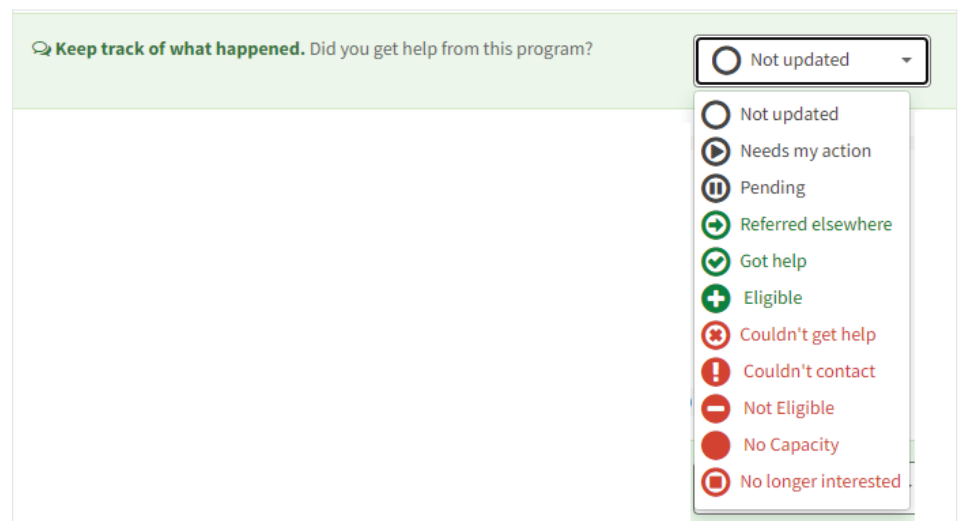 Keep track of what happened. Did you get help from this program?
Not updated
Not updated
Needs my action
Pending
Referred elsewhere
Got help
Eligible
Couldn't get help
Couldn't contact
Not Eligible
No Capacity
No longer interested